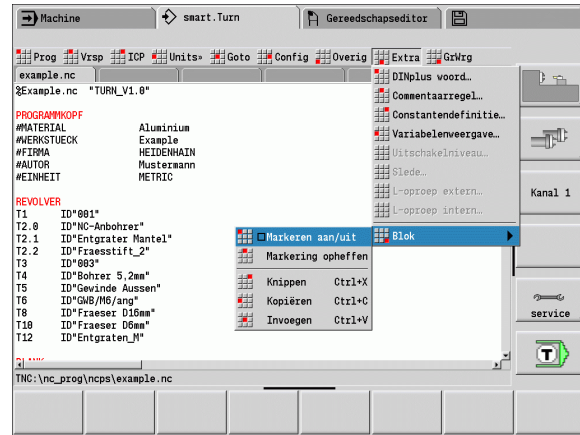 Machine
smart.Turn
Gereedschapseditor
Prog Vrsp ICP Units» Goto Config Overig Extra GrWrg
example.nc
%Example.nc "TURN_V1.0"
PROGRAMMKOPF
#MATERIAL Aluminium
#WERKSTUECK Example
#FIRMA HEIDENHAIN
#AUTOR Mustermann
#EINHEIT METRIC
REVOLVER
T1 ID"001"
T2.0 ID"NC-Anbohrer"
T2.1 ID"Entgrater Mantel"
T2.2 ID"Fraesstift_2"
T3 ID"003"
T4 ID"Bohrer 5,2mm"
T5 ID"Gewinde Aussen"
T6 ID"GWB/M6/ang"
T8 ID"Fraeser D16mm"
T10 ID"Fraeser D6mm"
T12 ID"Entgraten_M"
BLANK
TNC:\nc_prog\ncps\example.nc
DINplus woord…
Commentaarregel…
Constantendefinitie…
Variabelenveergave…
Uitschakelniveau…
Slede…
L-oproep extern…
L-oproep intern…
Blok
Markeren aan/uit
Markering opheffen
Knippen Ctrl+X
Kopiëren Ctrl+C
Invoegen Ctrl+V
Kanal 1
service
T